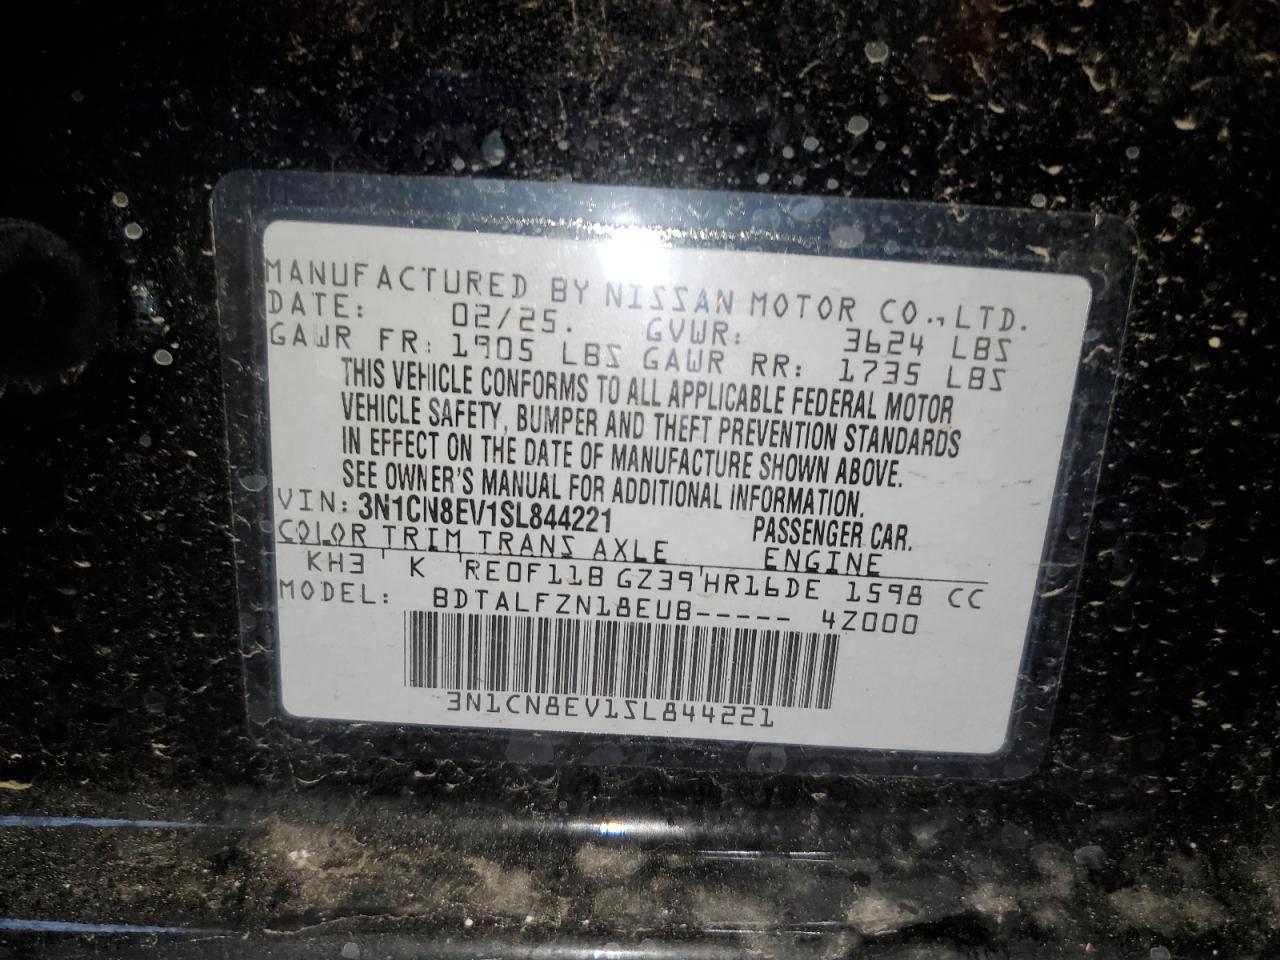 MANUFACTURED BY NISSAN MOTOR CO.,LTD.
DATE: 02/25. GVWR: 3624 LBS
GAWR FR: 1905 LBS GAWR RR: 1735 LBS
THIS VEHICLE CONFORMS TO ALL APPLICABLE FEDERAL MOTOR
VEHICLE SAFETY, BUMPER AND THEFT PREVENTION STANDARDS
IN EFFECT ON THE DATE OF MANUFACTURE SHOWN ABOVE.
SEE OWNER'S MANUAL FOR ADDITIONAL INFORMATION.
VIN: 3N1CN8EV1SL844221 PASSENGER CAR.
COLOR TRIM TRANS AXLE ENGINE
KH3 K RE0F11B GZ39 HR16DE 1598 CC
MODEL: BDTALFZN18EUB----- 4Z000
3N1CN8EV1SL844221